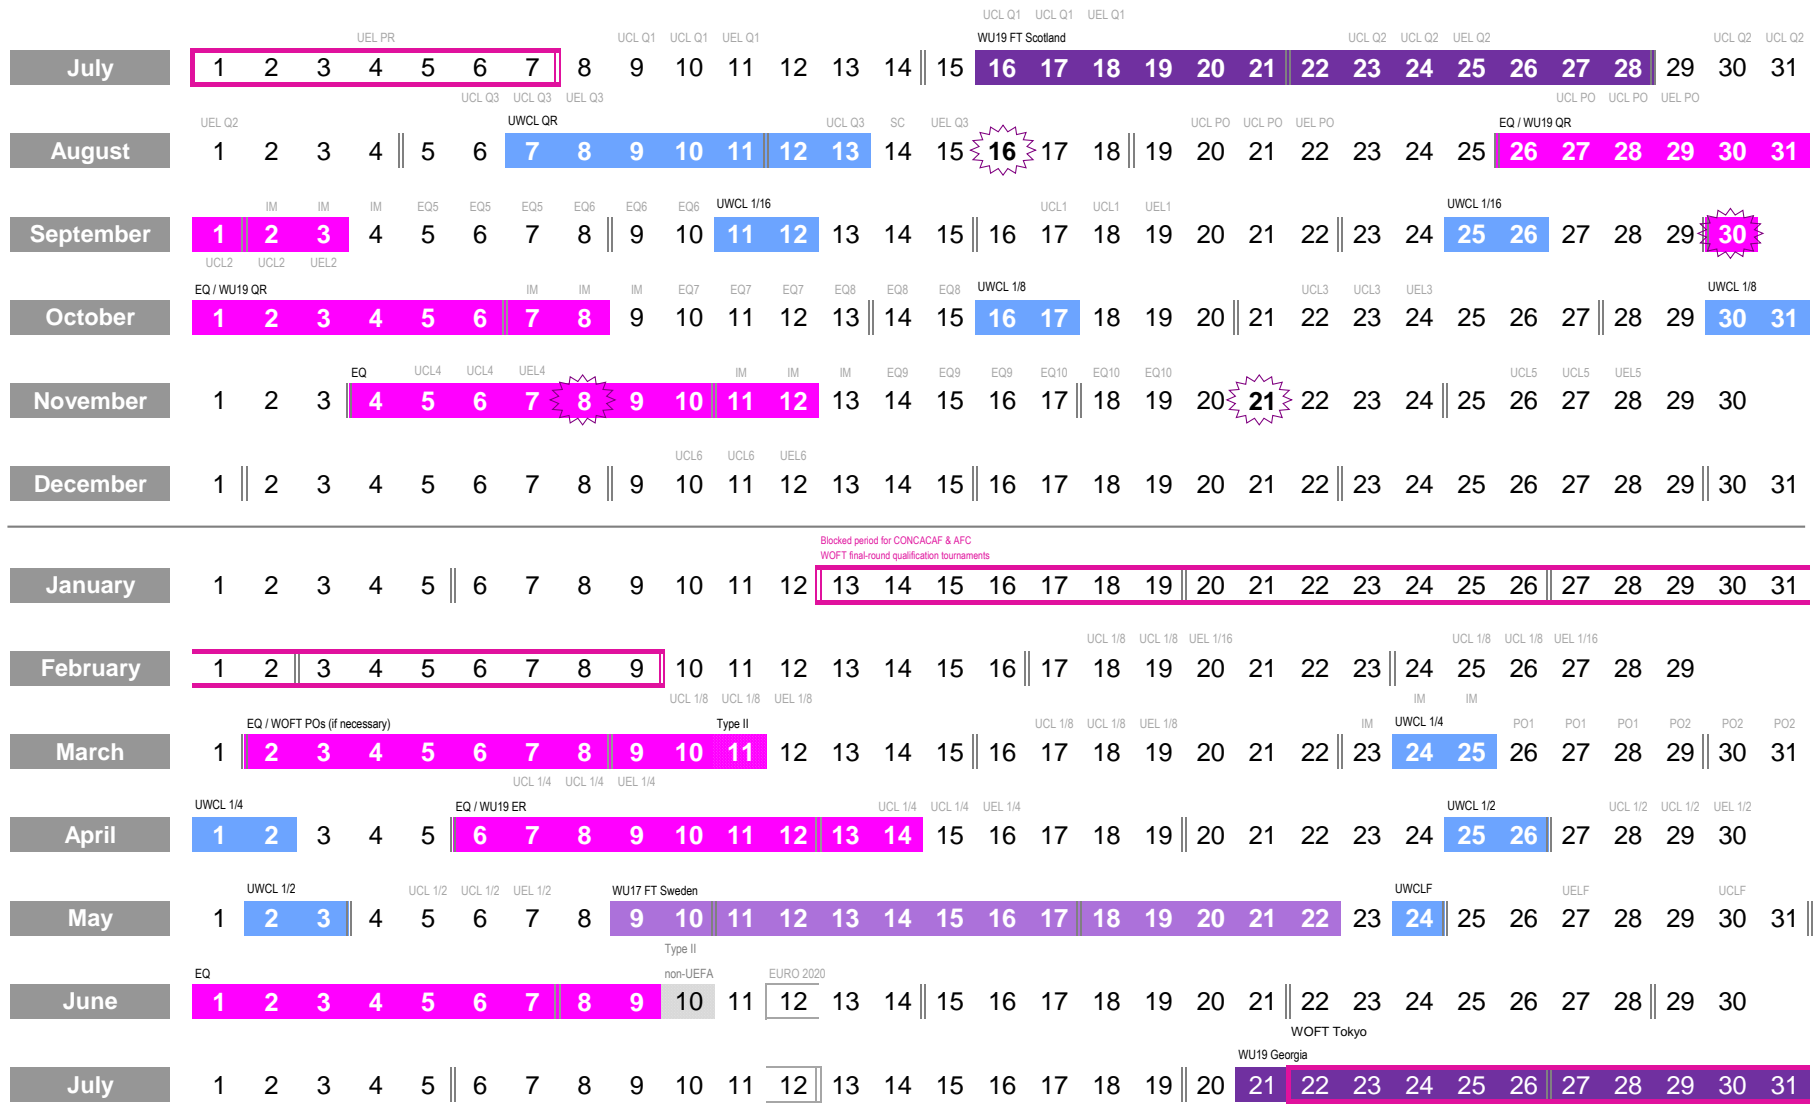 UCL Q1 UCL Q1 UEL Q1
UEL PR UCL Q1 UCL Q1 UEL Q1 WU19 FT Scotland UCL Q2 UCL Q2 UEL Q2 UCL Q2 UCL Q2
July 1 2 3 4 5 6 7 8 9 10 11 12 13 14 15 16 17 18 19 20 21 22 23 24 25 26 27 28 29 30 31
UCL Q3 UCL Q3 UEL Q3 UCL PO UCL PO UEL PO
UEL Q2 UWCL QR UCL Q3 SC UEL Q3 UCL PO UCL PO UEL PO EQ / WU19 QR
August 1 2 3 4 5 6 7 8 9 10 11 12 13 14 15 16 17 18 19 20 21 22 23 24 25 26 27 28 29 30 31
IM IM IM EQ5 EQ5 EQ5 EQ6 EQ6 EQ6 UWCL 1/16 UCL1 UCL1 UEL1 UWCL 1/16
September 1 2 3 4 5 6 7 8 9 10 11 12 13 14 15 16 17 18 19 20 21 22 23 24 25 26 27 28 29 30
UCL2 UCL2 UEL2
EQ / WU19 QR IM IM IM EQ7 EQ7 EQ7 EQ8 EQ8 EQ8 UWCL 1/8 UCL3 UCL3 UEL3 UWCL 1/8
October 1 2 3 4 5 6 7 8 9 10 11 12 13 14 15 16 17 18 19 20 21 22 23 24 25 26 27 28 29 30 31
EQ UCL4 UCL4 UEL4 IM IM IM EQ9 EQ9 EQ9 EQ10 EQ10 EQ10 UCL5 UCL5 UEL5
November 1 2 3 4 5 6 7 8 9 10 11 12 13 14 15 16 17 18 19 20 21 22 23 24 25 26 27 28 29 30
UCL6 UCL6 UEL6
December 1 2 3 4 5 6 7 8 9 10 11 12 13 14 15 16 17 18 19 20 21 22 23 24 25 26 27 28 29 30 31
Blocked period for CONCACAF & AFC
WOFT final-round qualification tournaments
January 1 2 3 4 5 6 7 8 9 10 11 12 13 14 15 16 17 18 19 20 21 22 23 24 25 26 27 28 29 30 31
UCL 1/8 UCL 1/8 UEL 1/16 UCL 1/8 UCL 1/8 UEL 1/16
February 1 2 3 4 5 6 7 8 9 10 11 12 13 14 15 16 17 18 19 20 21 22 23 24 25 26 27 28 29
UCL 1/8 UCL 1/8 UEL 1/8 IM IM
EQ / WOFT POs (if necessary) Type II UCL 1/8 UCL 1/8 UEL 1/8 IM UWCL 1/4 PO1 PO1 PO1 PO2 PO2 PO2
March 1 2 3 4 5 6 7 8 9 10 11 12 13 14 15 16 17 18 19 20 21 22 23 24 25 26 27 28 29 30 31
UCL 1/4 UCL 1/4 UEL 1/4
UWCL 1/4 EQ / WU19 ER UCL 1/4 UCL 1/4 UEL 1/4 UWCL 1/2 UCL 1/2 UCL 1/2 UEL 1/2
April 1 2 3 4 5 6 7 8 9 10 11 12 13 14 15 16 17 18 19 20 21 22 23 24 25 26 27 28 29 30
UWCL 1/2 UCL 1/2 UCL 1/2 UEL 1/2 WU17 FT Sweden UWCLF UELF UCLF
May 1 2 3 4 5 6 7 8 9 10 11 12 13 14 15 16 17 18 19 20 21 22 23 24 25 26 27 28 29 30 31
Type II
EQ non-UEFA EURO 2020
June 1 2 3 4 5 6 7 8 9 10 11 12 13 14 15 16 17 18 19 20 21 22 23 24 25 26 27 28 29 30
WOFT Tokyo
WU19 Georgia
July 1 2 3 4 5 6 7 8 9 10 11 12 13 14 15 16 17 18 19 20 21 22 23 24 25 26 27 28 29 30 31